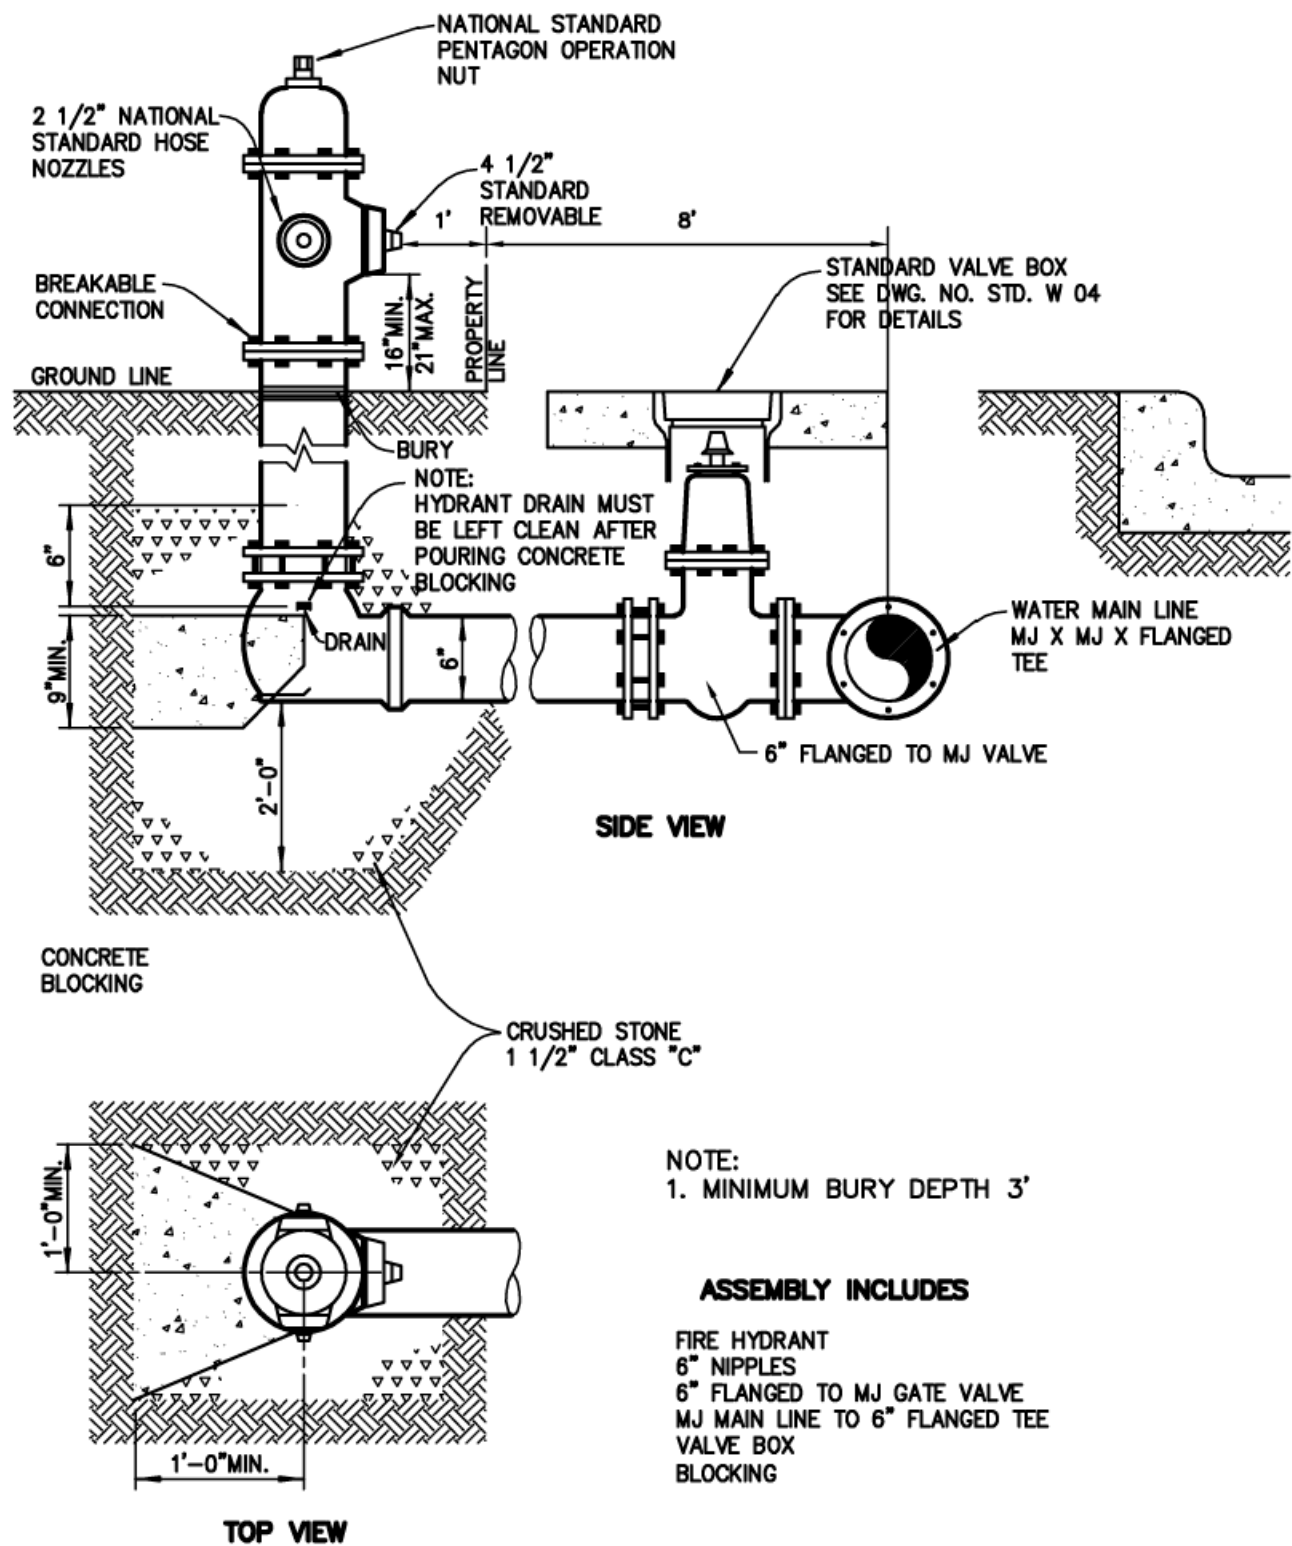 NATIONAL STANDARD
PENTAGON OPERATION
NUT
2 1/2" NATIONAL
STANDARD HOSE
NOZZLES
4 1/2"
STANDARD
REMOVABLE
1'
8'
BREAKABLE
CONNECTION
16"MIN.
21"MAX.
PROPERTY
LINE
STANDARD VALVE BOX
SEE DWG. NO. STD. W 04
FOR DETAILS
GROUND LINE
BURY
NOTE:
HYDRANT DRAIN MUST
BE LEFT CLEAN AFTER
POURING CONCRETE
BLOCKING
6"
9"MIN.
DRAIN
6"
WATER MAIN LINE
MJ X MJ X FLANGED
TEE
6" FLANGED TO MJ VALVE
2'-0"
SIDE VIEW
CONCRETE
BLOCKING
CRUSHED STONE
1 1/2" CLASS "C"
1'-0"MIN.
NOTE:
1. MINIMUM BURY DEPTH 3'
ASSEMBLY INCLUDES
FIRE HYDRANT
6" NIPPLES
6" FLANGED TO MJ GATE VALVE
MJ MAIN LINE TO 6" FLANGED TEE
VALVE BOX
BLOCKING
1'-0"MIN.
TOP VIEW